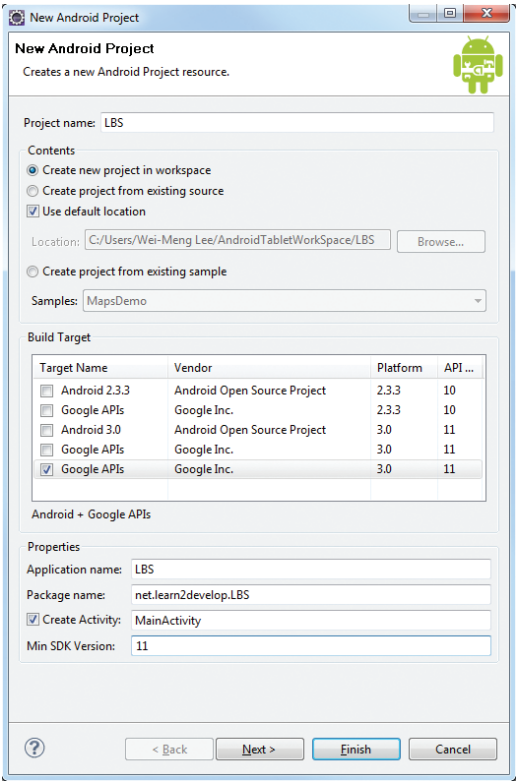 New Android Project
New Android Project
Creates a new Android Project resource.
Project name: LBS
Contents
Create new project in workspace
Create project from existing source
Use default location
Location: C:/Users/Wei-Meng Lee/AndroidTabletWorkSpace/LBS Browse...
Create project from existing sample
Samples: MapsDemo
Build Target
Target Name Vendor Platform API ...
Android 2.3.3 Android Open Source Project 2.3.3 10
Google APIs Google Inc. 2.3.3 10
Android 3.0 Android Open Source Project 3.0 11
Google APIs Google Inc. 3.0 11
Google APIs Google Inc. 3.0 11
Android + Google APIs
Properties
Application name: LBS
Package name: net.learn2develop.LBS
Create Activity: MainActivity
Min SDK Version: 11
? < Back Next > Finish Cancel